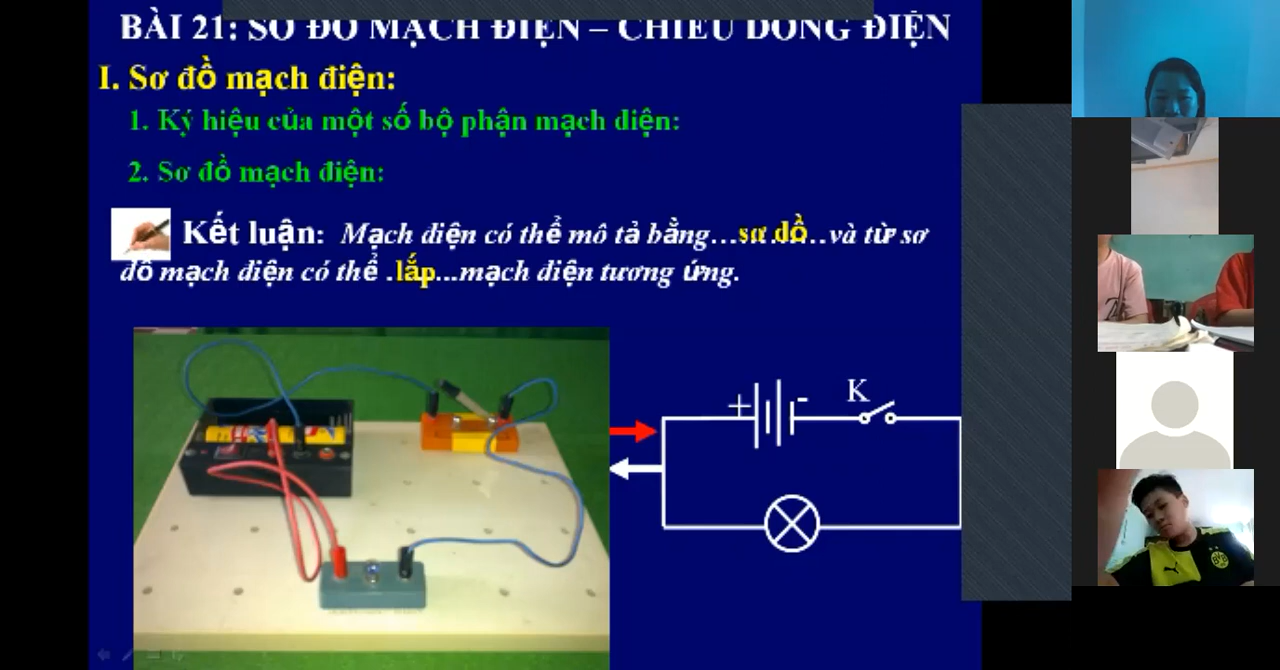 BÀI 21: SƠ ĐỒ MẠCH ĐIỆN – CHIỀU DÒNG ĐIỆN
I. Sơ đồ mạch điện:
1. Ký hiệu của một số bộ phận mạch điện:
2. Sơ đồ mạch điện:
Kết luận: Mạch điện có thể mô tả bằng...sơ đồ...và từ sơ
đồ mạch điện có thể .lắp...mạch điện tương ứng.
+ - K